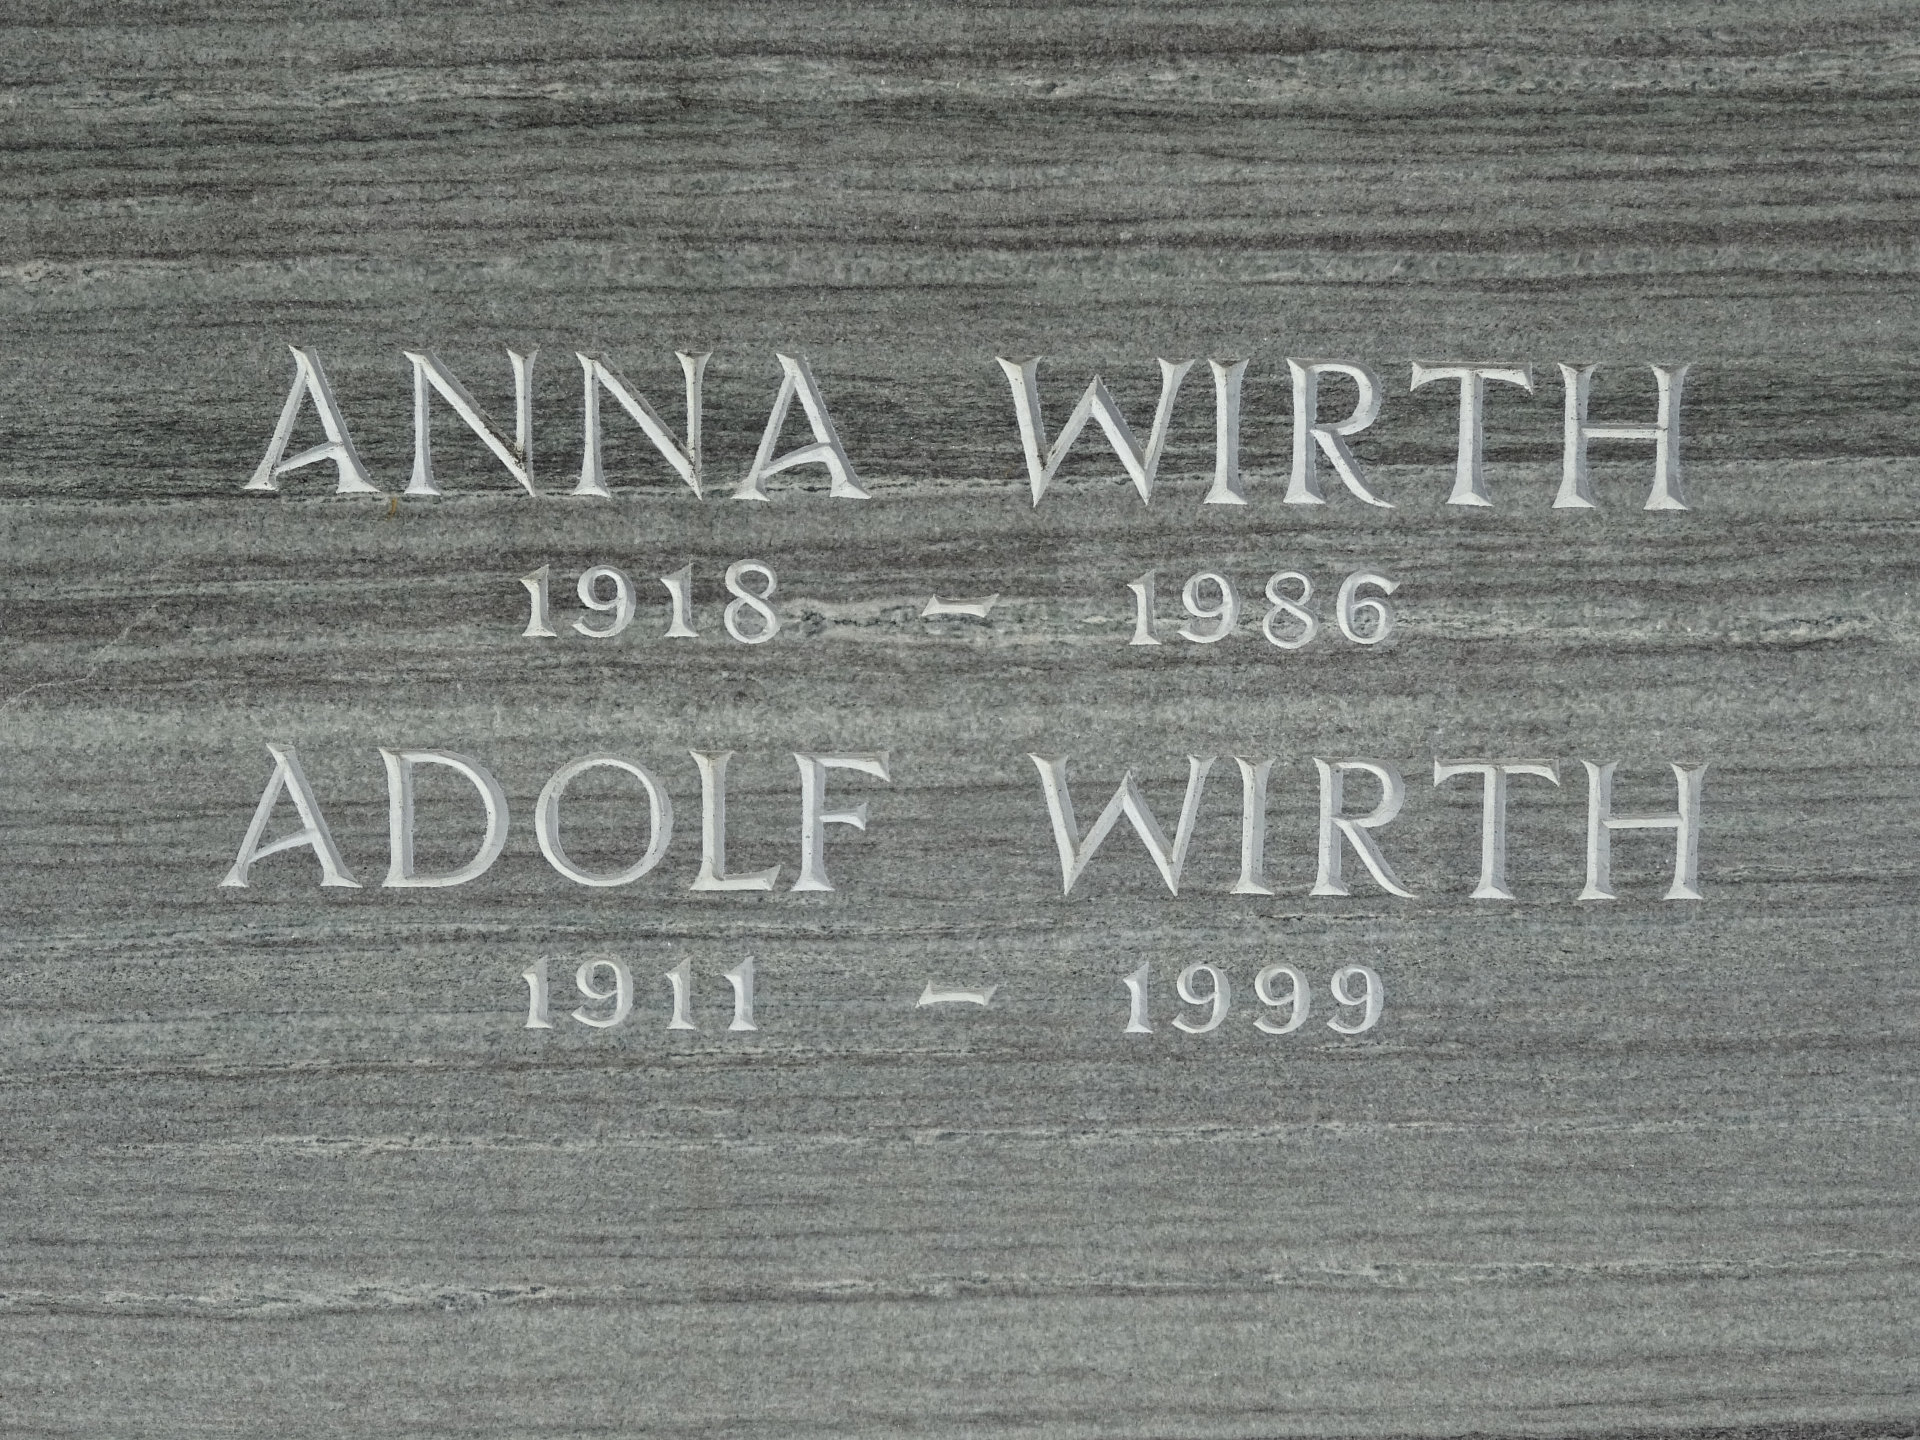 ANNA WIRTH
1918 - 1986
ADOLF WIRTH
1911 - 1999